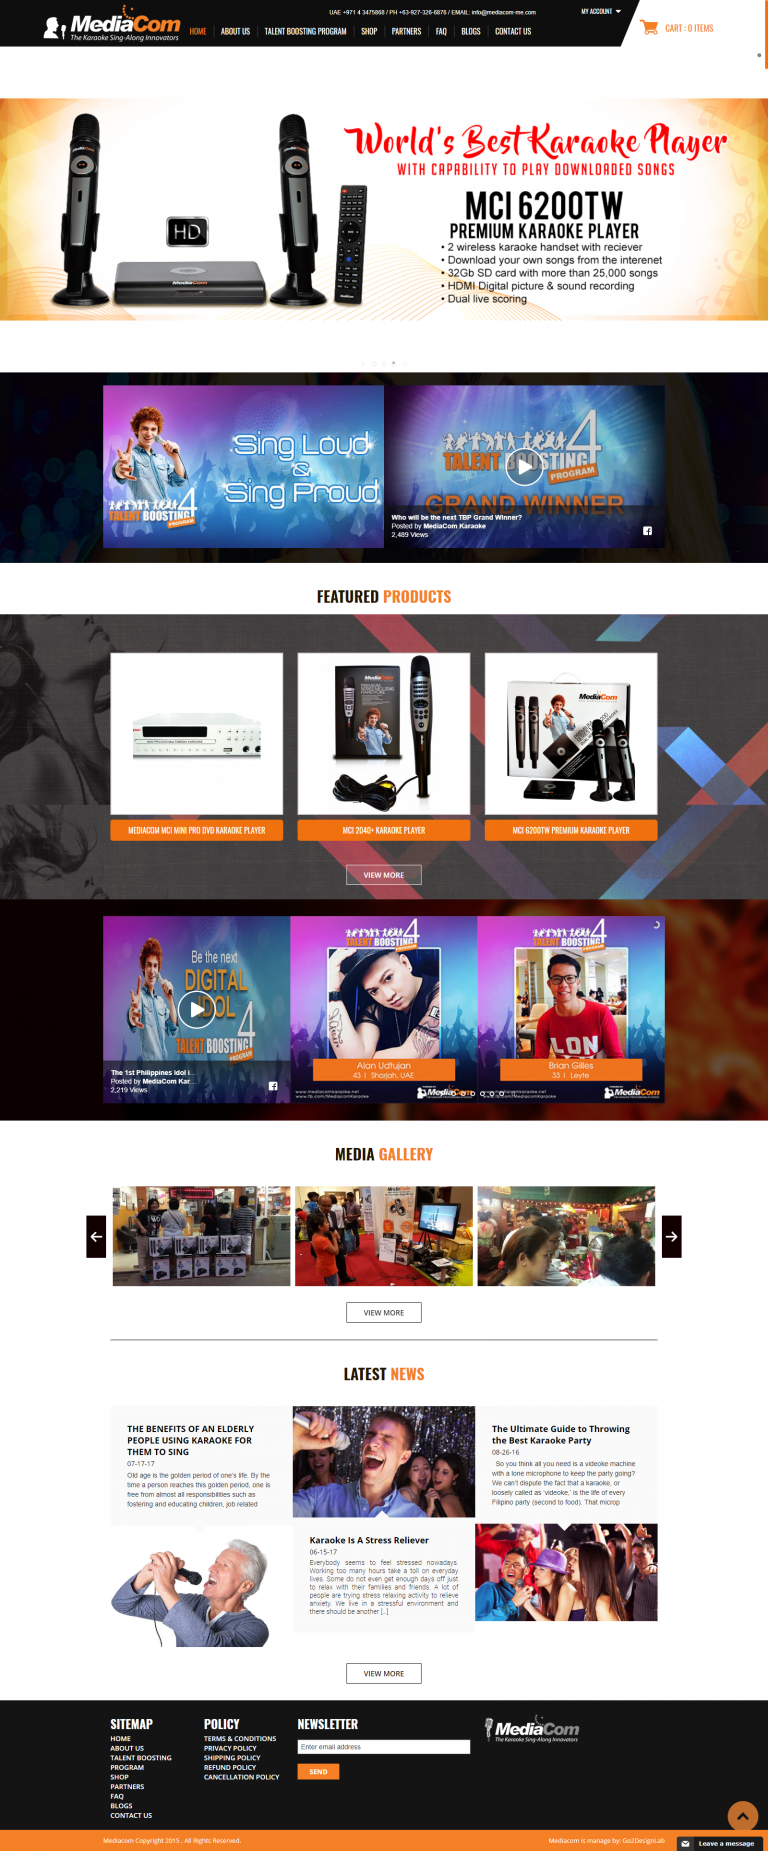 MediaCom
The Karaoke Sing-Along Innovators
UAE +971 4 3475868 / PH +63-927-326-6876 / EMAIL: info@mediacom-me.com
MY ACCOUNT
HOME
ABOUT US
TALENT BOOSTING PROGRAM
SHOP
PARTNERS
FAQ
BLOGS
CONTACT US
CART : 0 ITEMS
World's Best Karaoke Player
WITH CAPABILITY TO PLAY DOWNLOADED SONGS
MCI 6200TW
PREMIUM KARAOKE PLAYER
• 2 wireless karaoke handset with reciever
• Download your own songs from the interenet
• 32Gb SD card with more than 25,000 songs
• HDMI Digital picture & sound recording
• Dual live scoring
HD
MediaCom
Sing Loud
&
Sing Proud
TALENT BOOSTING 4
PROGRAM
TALENT BOOSTING 4
PROGRAM
GRAND WINNER
Who will be the next TBP Grand Winner?
Posted by MediaCom Karaoke
2,489 Views
FEATURED PRODUCTS
MediaCom
MediaCom
MEDIACOM MCI MINI PRO DVD KARAOKE PLAYER
MCI 2040+ KARAOKE PLAYER
MCI 6200TW PREMIUM KARAOKE PLAYER
VIEW MORE
Be the next
DIGITAL
IDOL
TALENT BOOSTING 4
PROGRAM
The 1st Philippines Idol i...
Posted by MediaCom Kar...
2,219 Views
TALENT BOOSTING 4
PROGRAM
Alan Udtujan
43 I Sharjah, UAE
www.mediacomkaraoke.net
www.fb.com/MediacomKaraoke
MediaCom
TALENT BOOSTING 4
PROGRAM
Brian Gilles
33 I Leyte
MediaCom
MEDIA GALLERY
VIEW MORE
LATEST NEWS
THE BENEFITS OF AN ELDERLY
PEOPLE USING KARAOKE FOR
THEM TO SING
07-17-17
Old age is the golden period of one's life. By the
time a person reaches this golden period, one is
free from almost all responsibilities such as
fostering and educating children, job related
Karaoke Is A Stress Reliever
06-15-17
Everybody seems to feel stressed nowadays.
Working too many hours take a toll on everyday
lives. Some do not even get enough days off just
to relax with their families and friends. A lot of
people are trying stress relaxing activity to relieve
anxiety. We live in a stressful environment and
there should be another [...]
The Ultimate Guide to Throwing
the Best Karaoke Party
08-26-16
So you think all you need is a videoke machine
with a lone microphone to keep the party going?
We can't dispute the fact that a karaoke, or
loosely called as 'videoke,' is the life of every
Filipino party (second to food). That microp
VIEW MORE
SITEMAP
HOME
ABOUT US
TALENT BOOSTING
PROGRAM
SHOP
PARTNERS
FAQ
BLOGS
CONTACT US
POLICY
TERMS & CONDITIONS
PRIVACY POLICY
SHIPPING POLICY
REFUND POLICY
CANCELLATION POLICY
NEWSLETTER
Enter email address
SEND
MediaCom
The Karaoke Sing-Along Innovators
Mediacom Copyright 2015 . All Rights Reserved.
Mediacom is manage by: Go2DesignLab
Leave a message